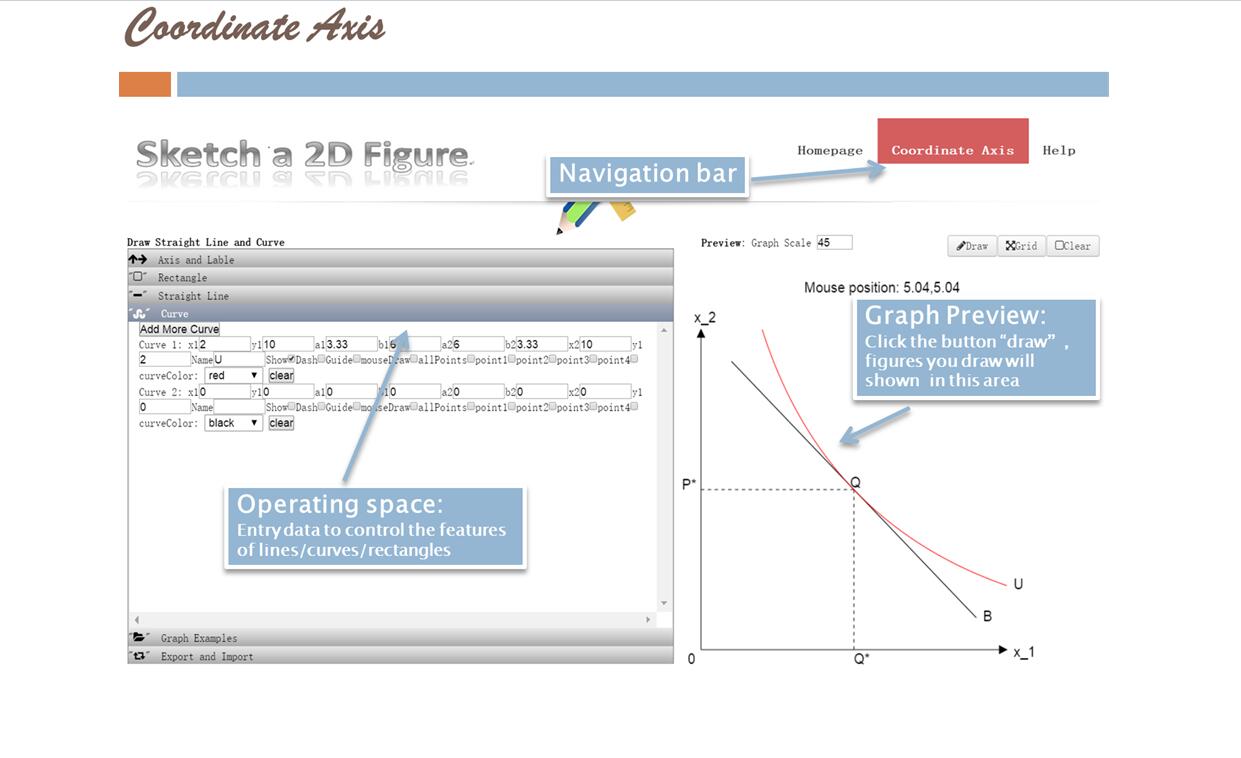 Coordinate Axis
Sketch a 2D Figure
Homepage
Coordinate Axis
Help
Navigation bar
Draw Straight Line and Curve
Axis and Lable
Rectangle
Straight Line
Curve
Add More Curve
Curve 1: x1 2 y1 10 a1 3.33 b1 6 a2 6 b2 3.33 x2 10 y1
2 Name U Show Dash Guide mouseDraw allPoints point1 point2 point3 point4
curveColor: red clear
Curve 2: x1 0 y1 0 a1 0 b1 0 a2 0 b2 0 x2 0 y1
0 Name Show Dash Guide mouseDraw allPoints point1 point2 point3 point4
curveColor: black clear
Operating space:
Entry data to control the features
of lines/curves/rectangles
Graph Examples
Export and Import
Preview: Graph Scale 45
Draw
Grid
Clear
Mouse position: 5.04,5.04
Graph Preview:
Click the button “draw” ,
figures you draw will
shown in this area
x_2
P*
Q
U
B
0
Q*
x_1